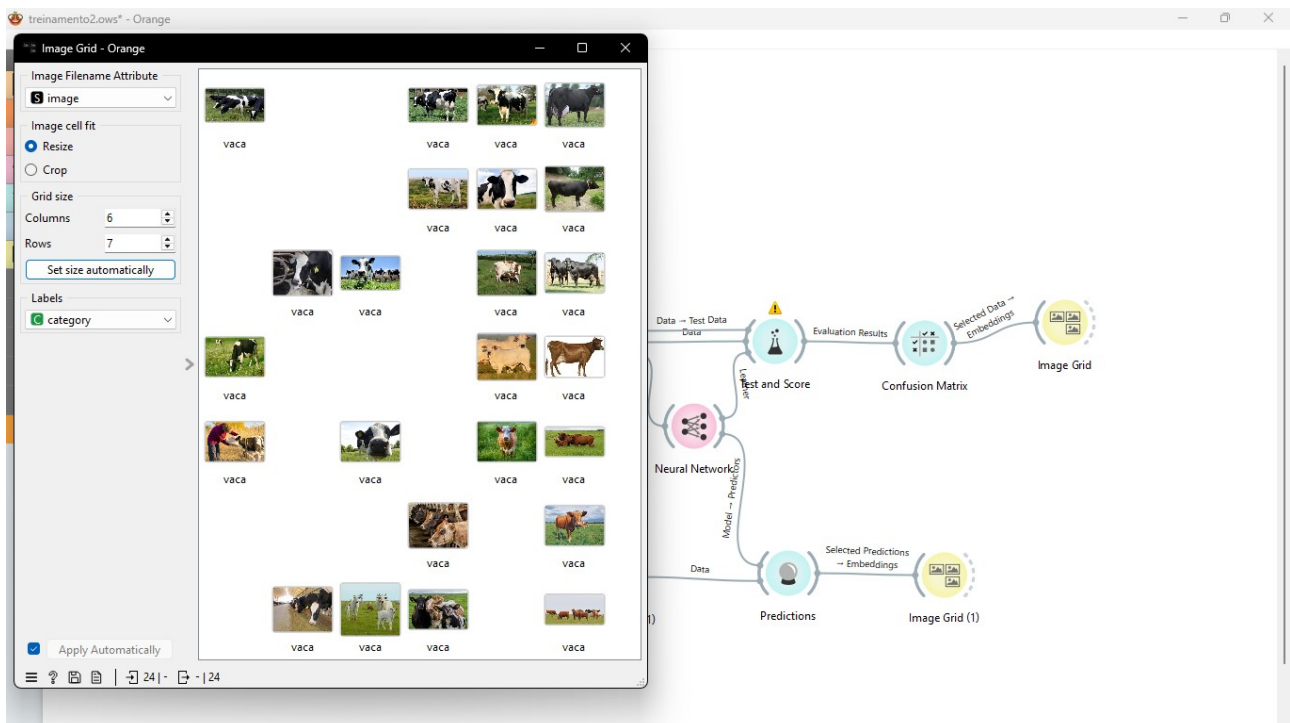 treinamento2.ows* - Orange
Image Grid - Orange
Image Filename Attribute
S image
Image cell fit
Resize
Crop
Grid size
Columns 6
Rows 7
Set size automatically
Labels
C category
Apply Automatically
24 | - - | 24
vaca vaca vaca vaca
vaca vaca vaca
vaca vaca vaca vaca
vaca vaca vaca
vaca vaca vaca vaca
vaca vaca
vaca vaca vaca vaca
Data → Test Data
Data
Learner
Test and Score
Evaluation Results
Confusion Matrix
Selected Data →
Embeddings
Image Grid
Neural Network
Model → Predictors
Data
1)
Predictions
Selected Predictions
→ Embeddings
Image Grid (1)